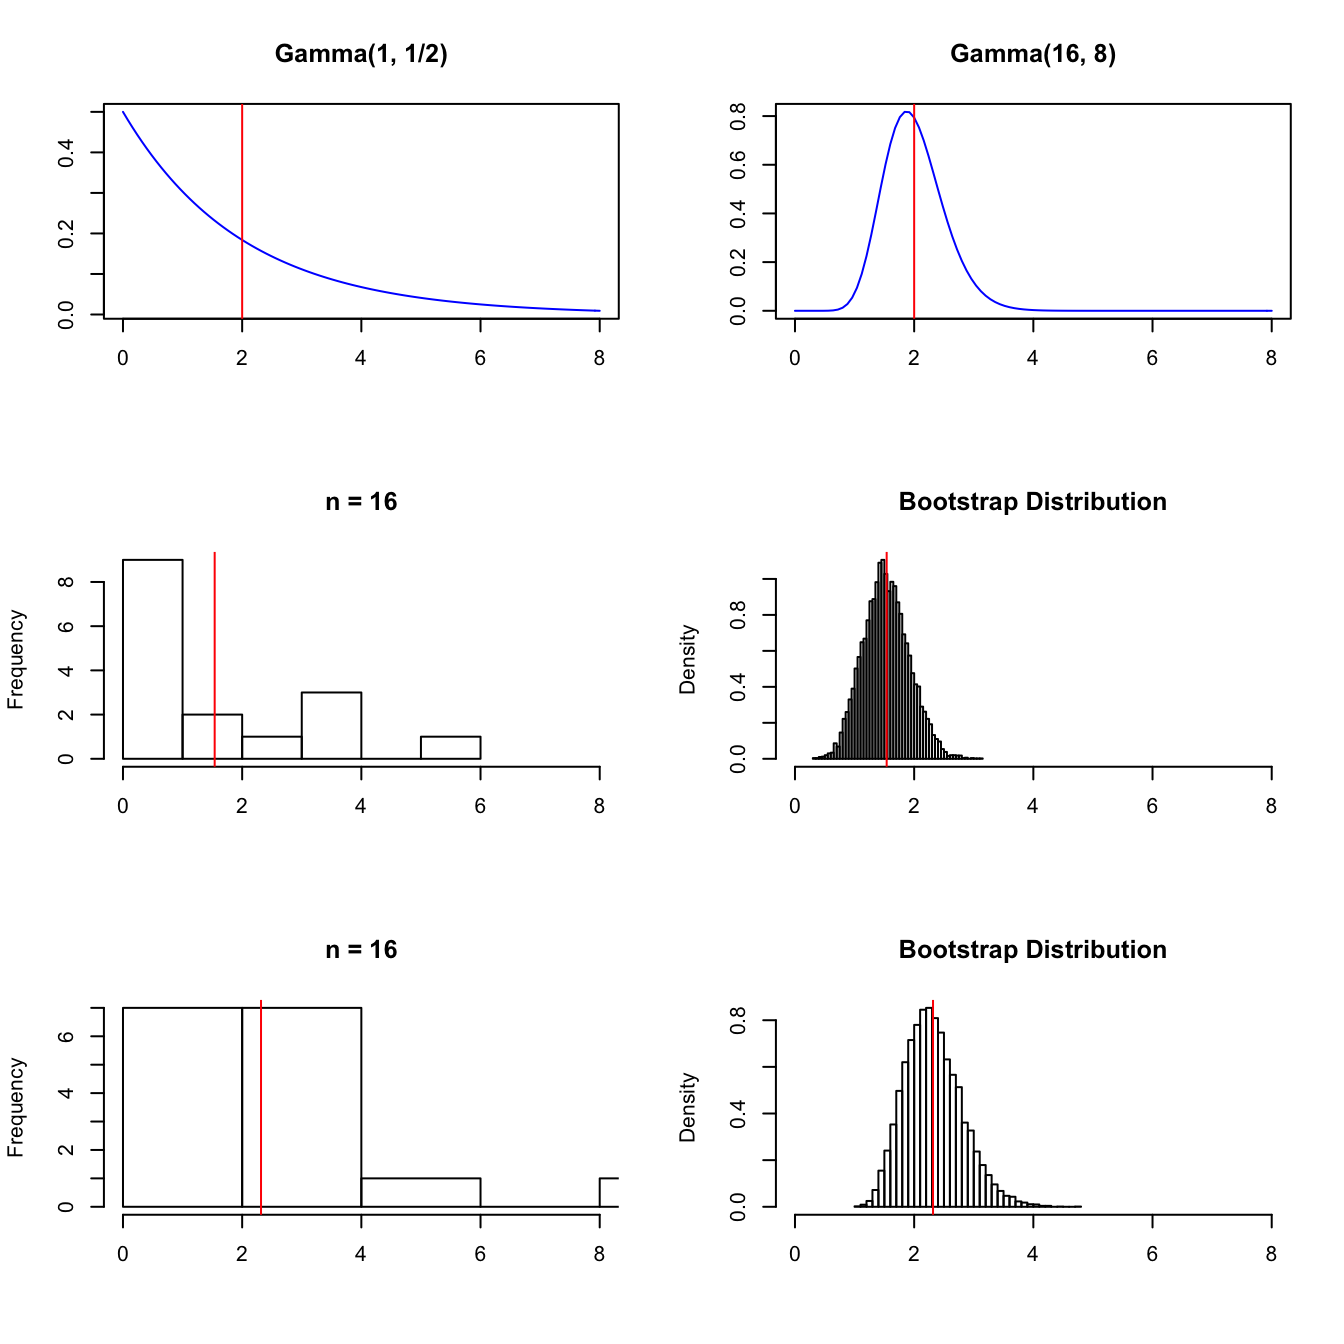 Gamma(1, 1/2)
0.0 0.2 0.4
0 2 4 6 8
Gamma(16, 8)
0.0 0.2 0.4 0.6 0.8
0 2 4 6 8
n = 16
Frequency
0 2 4 6 8
0 2 4 6 8
Bootstrap Distribution
Density
0.0 0.4 0.8
0 2 4 6 8
n = 16
Frequency
0 2 4 6
0 2 4 6 8
Bootstrap Distribution
Density
0.0 0.4 0.8
0 2 4 6 8